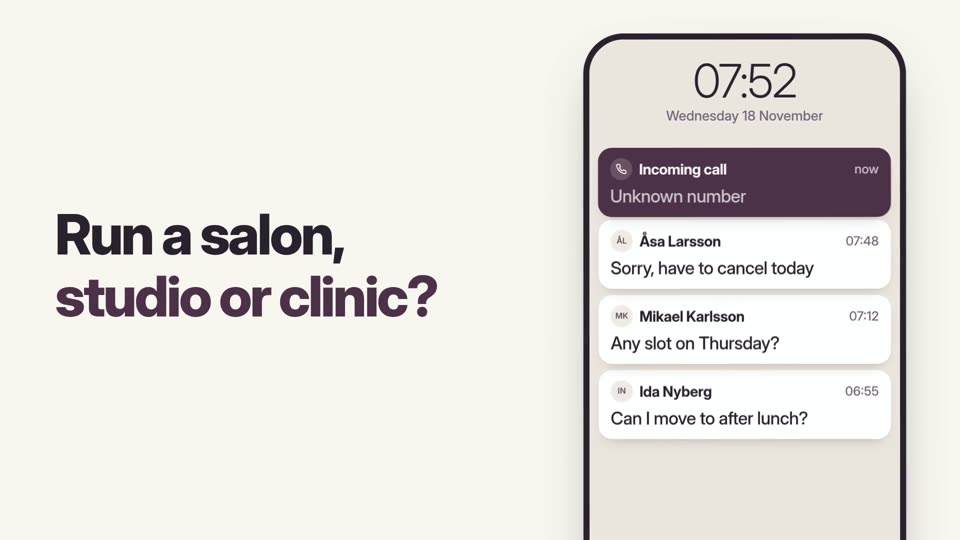 Run a salon,
studio or clinic?
07:52
Wednesday 18 November
Incoming call
now
Unknown number
ÅL
Åsa Larsson
07:48
Sorry, have to cancel today
MK
Mikael Karlsson
07:12
Any slot on Thursday?
IN
Ida Nyberg
06:55
Can I move to after lunch?